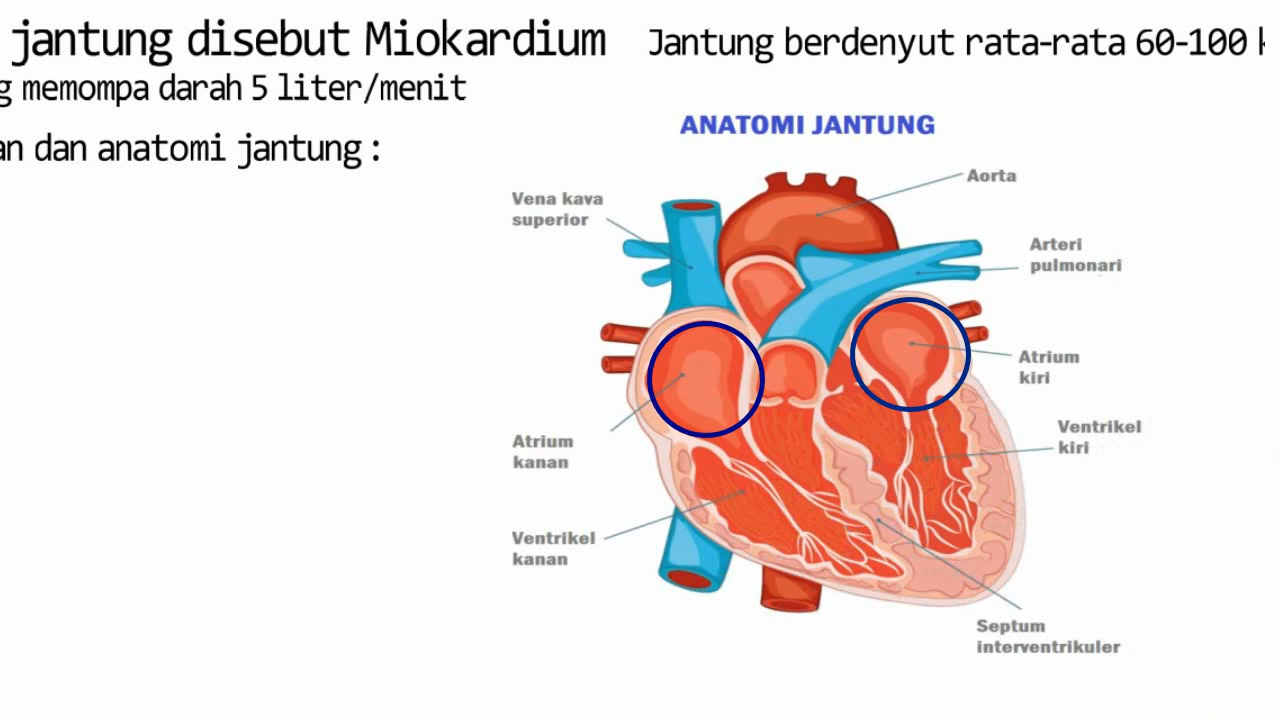 jantung disebut Miokardium
Jantung berdenyut rata-rata 60-100
memompa darah 5 liter/menit
dan anatomi jantung :
ANATOMI JANTUNG
Aorta
Vena kava
superior
Arteri
pulmonari
Atrium
kiri
Ventrikel
kiri
Atrium
kanan
Ventrikel
kanan
Septum
interventrikuler